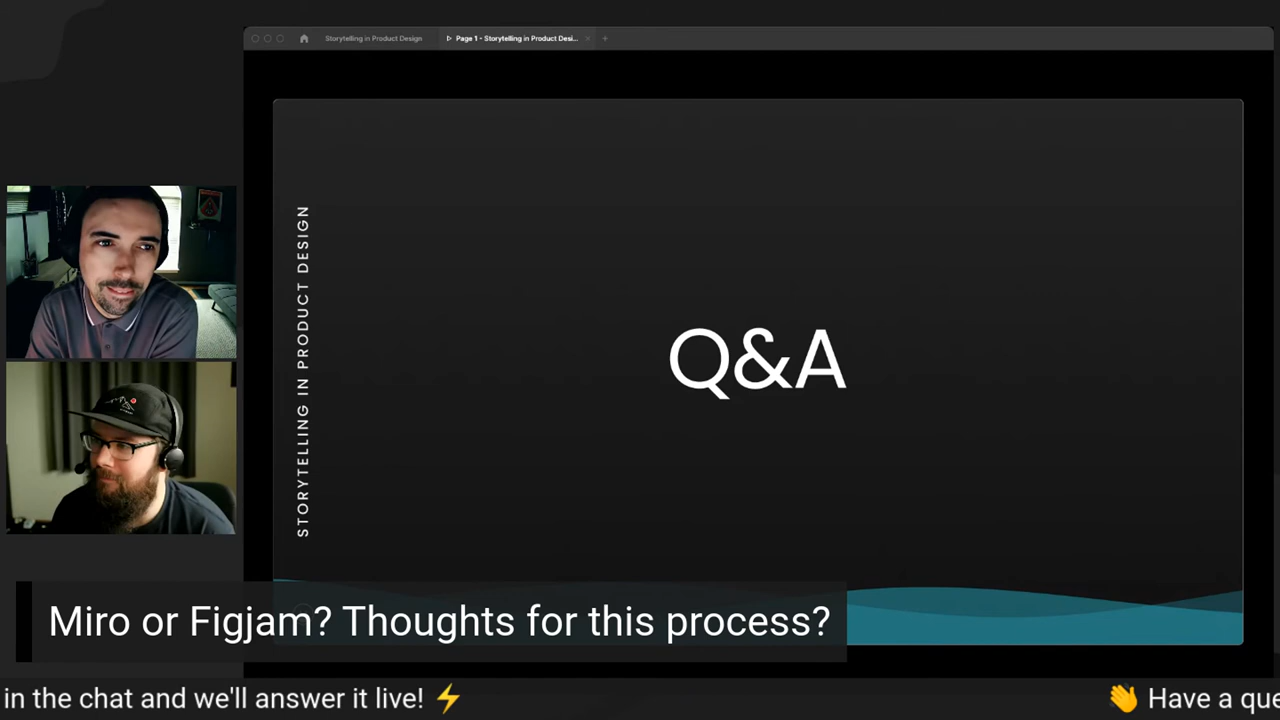 Storytelling in Product Design
Page 1 - Storytelling in Product Desi...
STORYTELLING IN PRODUCT DESIGN
Q&A
Miro or Figjam? Thoughts for this process?
in the chat and we'll answer it live! ⚡
👋 Have a que